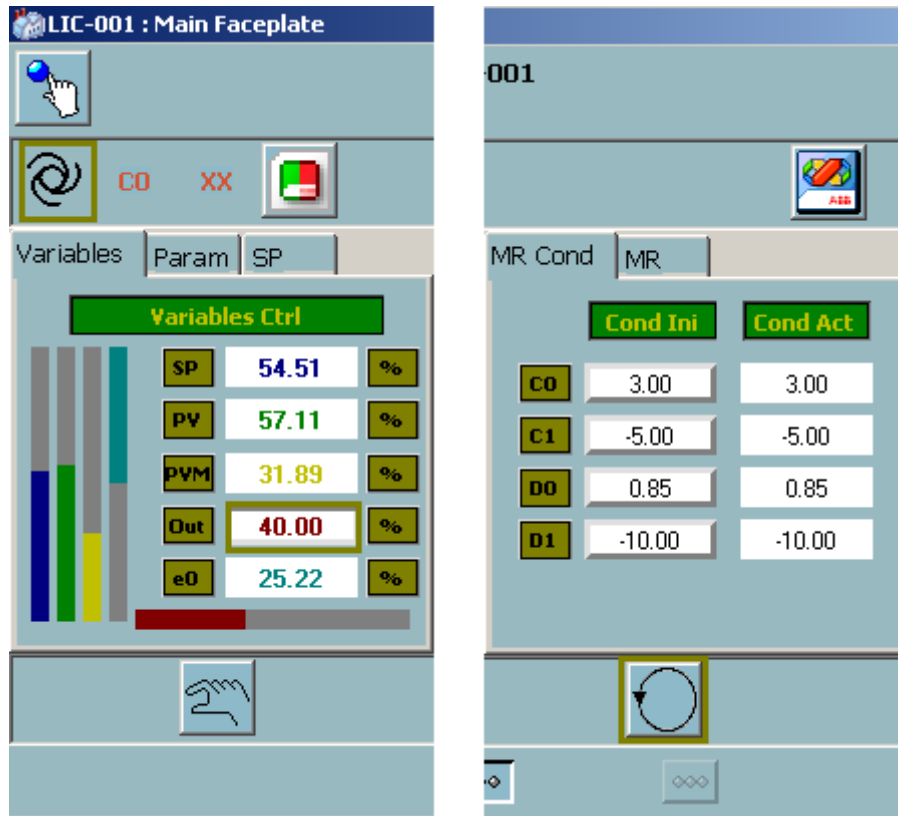 LIC-001 : Main Faceplate
CO XX
Variables Param SP
Variables Ctrl
SP 54.51 %
PV 57.11 %
PVM 31.89 %
Out 40.00 %
e0 25.22 %
-001
ABB
MR Cond MR
Cond Ini Cond Act
C0 3.00 3.00
C1 -5.00 -5.00
D0 0.85 0.85
D1 -10.00 -10.00